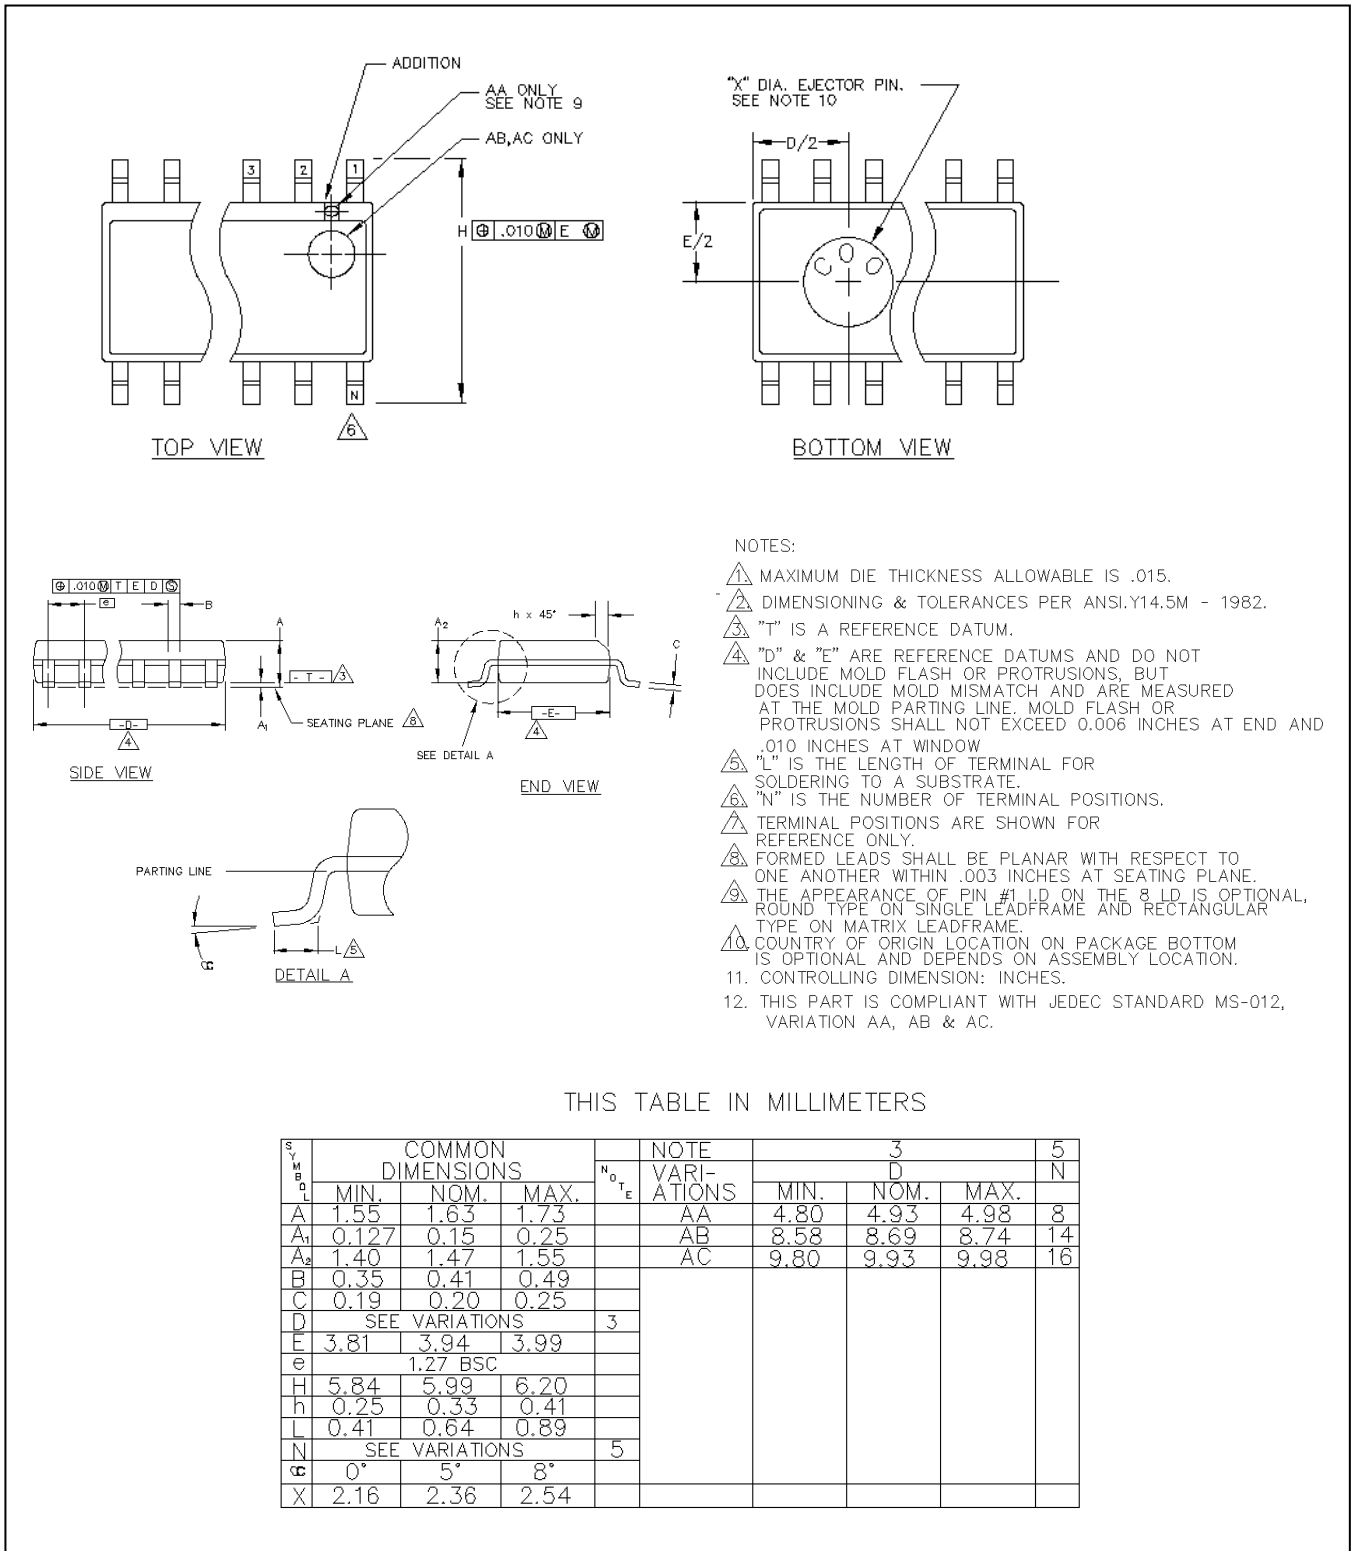 ADDITION
AA ONLY
SEE NOTE 9
AB,AC ONLY
3 2 1
H ⌖ .010 Ⓜ E Ⓜ
N
6
TOP VIEW
"X" DIA. EJECTOR PIN.
SEE NOTE 10
D/2
E/2
C O O
BOTTOM VIEW
⌖ .010 Ⓜ T E D Ⓢ
e
B
A
- T - 3
A₁
SEATING PLANE 8
-D-
4
SIDE VIEW
A₂
h x 45°
C
-E-
4
SEE DETAIL A
END VIEW
PARTING LINE
L 5
∝
DETAIL A
NOTES:
1. MAXIMUM DIE THICKNESS ALLOWABLE IS .015.
2. DIMENSIONING & TOLERANCES PER ANSI.Y14.5M - 1982.
3. "T" IS A REFERENCE DATUM.
4. "D" & "E" ARE REFERENCE DATUMS AND DO NOT
INCLUDE MOLD FLASH OR PROTRUSIONS, BUT
DOES INCLUDE MOLD MISMATCH AND ARE MEASURED
AT THE MOLD PARTING LINE. MOLD FLASH OR
PROTRUSIONS SHALL NOT EXCEED 0.006 INCHES AT END AND
.010 INCHES AT WINDOW
5. "L" IS THE LENGTH OF TERMINAL FOR
SOLDERING TO A SUBSTRATE.
6. "N" IS THE NUMBER OF TERMINAL POSITIONS.
7. TERMINAL POSITIONS ARE SHOWN FOR
REFERENCE ONLY.
8. FORMED LEADS SHALL BE PLANAR WITH RESPECT TO
ONE ANOTHER WITHIN .003 INCHES AT SEATING PLANE.
9. THE APPEARANCE OF PIN #1 I.D ON THE 8 LD IS OPTIONAL,
ROUND TYPE ON SINGLE LEADFRAME AND RECTANGULAR
TYPE ON MATRIX LEADFRAME.
10. COUNTRY OF ORIGIN LOCATION ON PACKAGE BOTTOM
IS OPTIONAL AND DEPENDS ON ASSEMBLY LOCATION.
11. CONTROLLING DIMENSION: INCHES.
12. THIS PART IS COMPLIANT WITH JEDEC STANDARD MS-012,
VARIATION AA, AB & AC.
THIS TABLE IN MILLIMETERS
SYMBOL COMMON DIMENSIONS NOTE NOTE 3 5
VARI-ATIONS D N
MIN. NOM. MAX. MIN. NOM. MAX.
A 1.55 1.63 1.73 AA 4.80 4.93 4.98 8
A₁ 0.127 0.15 0.25 AB 8.58 8.69 8.74 14
A₂ 1.40 1.47 1.55 AC 9.80 9.93 9.98 16
B 0.35 0.41 0.49
C 0.19 0.20 0.25
D SEE VARIATIONS 3
E 3.81 3.94 3.99
e 1.27 BSC
H 5.84 5.99 6.20
h 0.25 0.33 0.41
L 0.41 0.64 0.89
N SEE VARIATIONS 5
∝ 0° 5° 8°
X 2.16 2.36 2.54